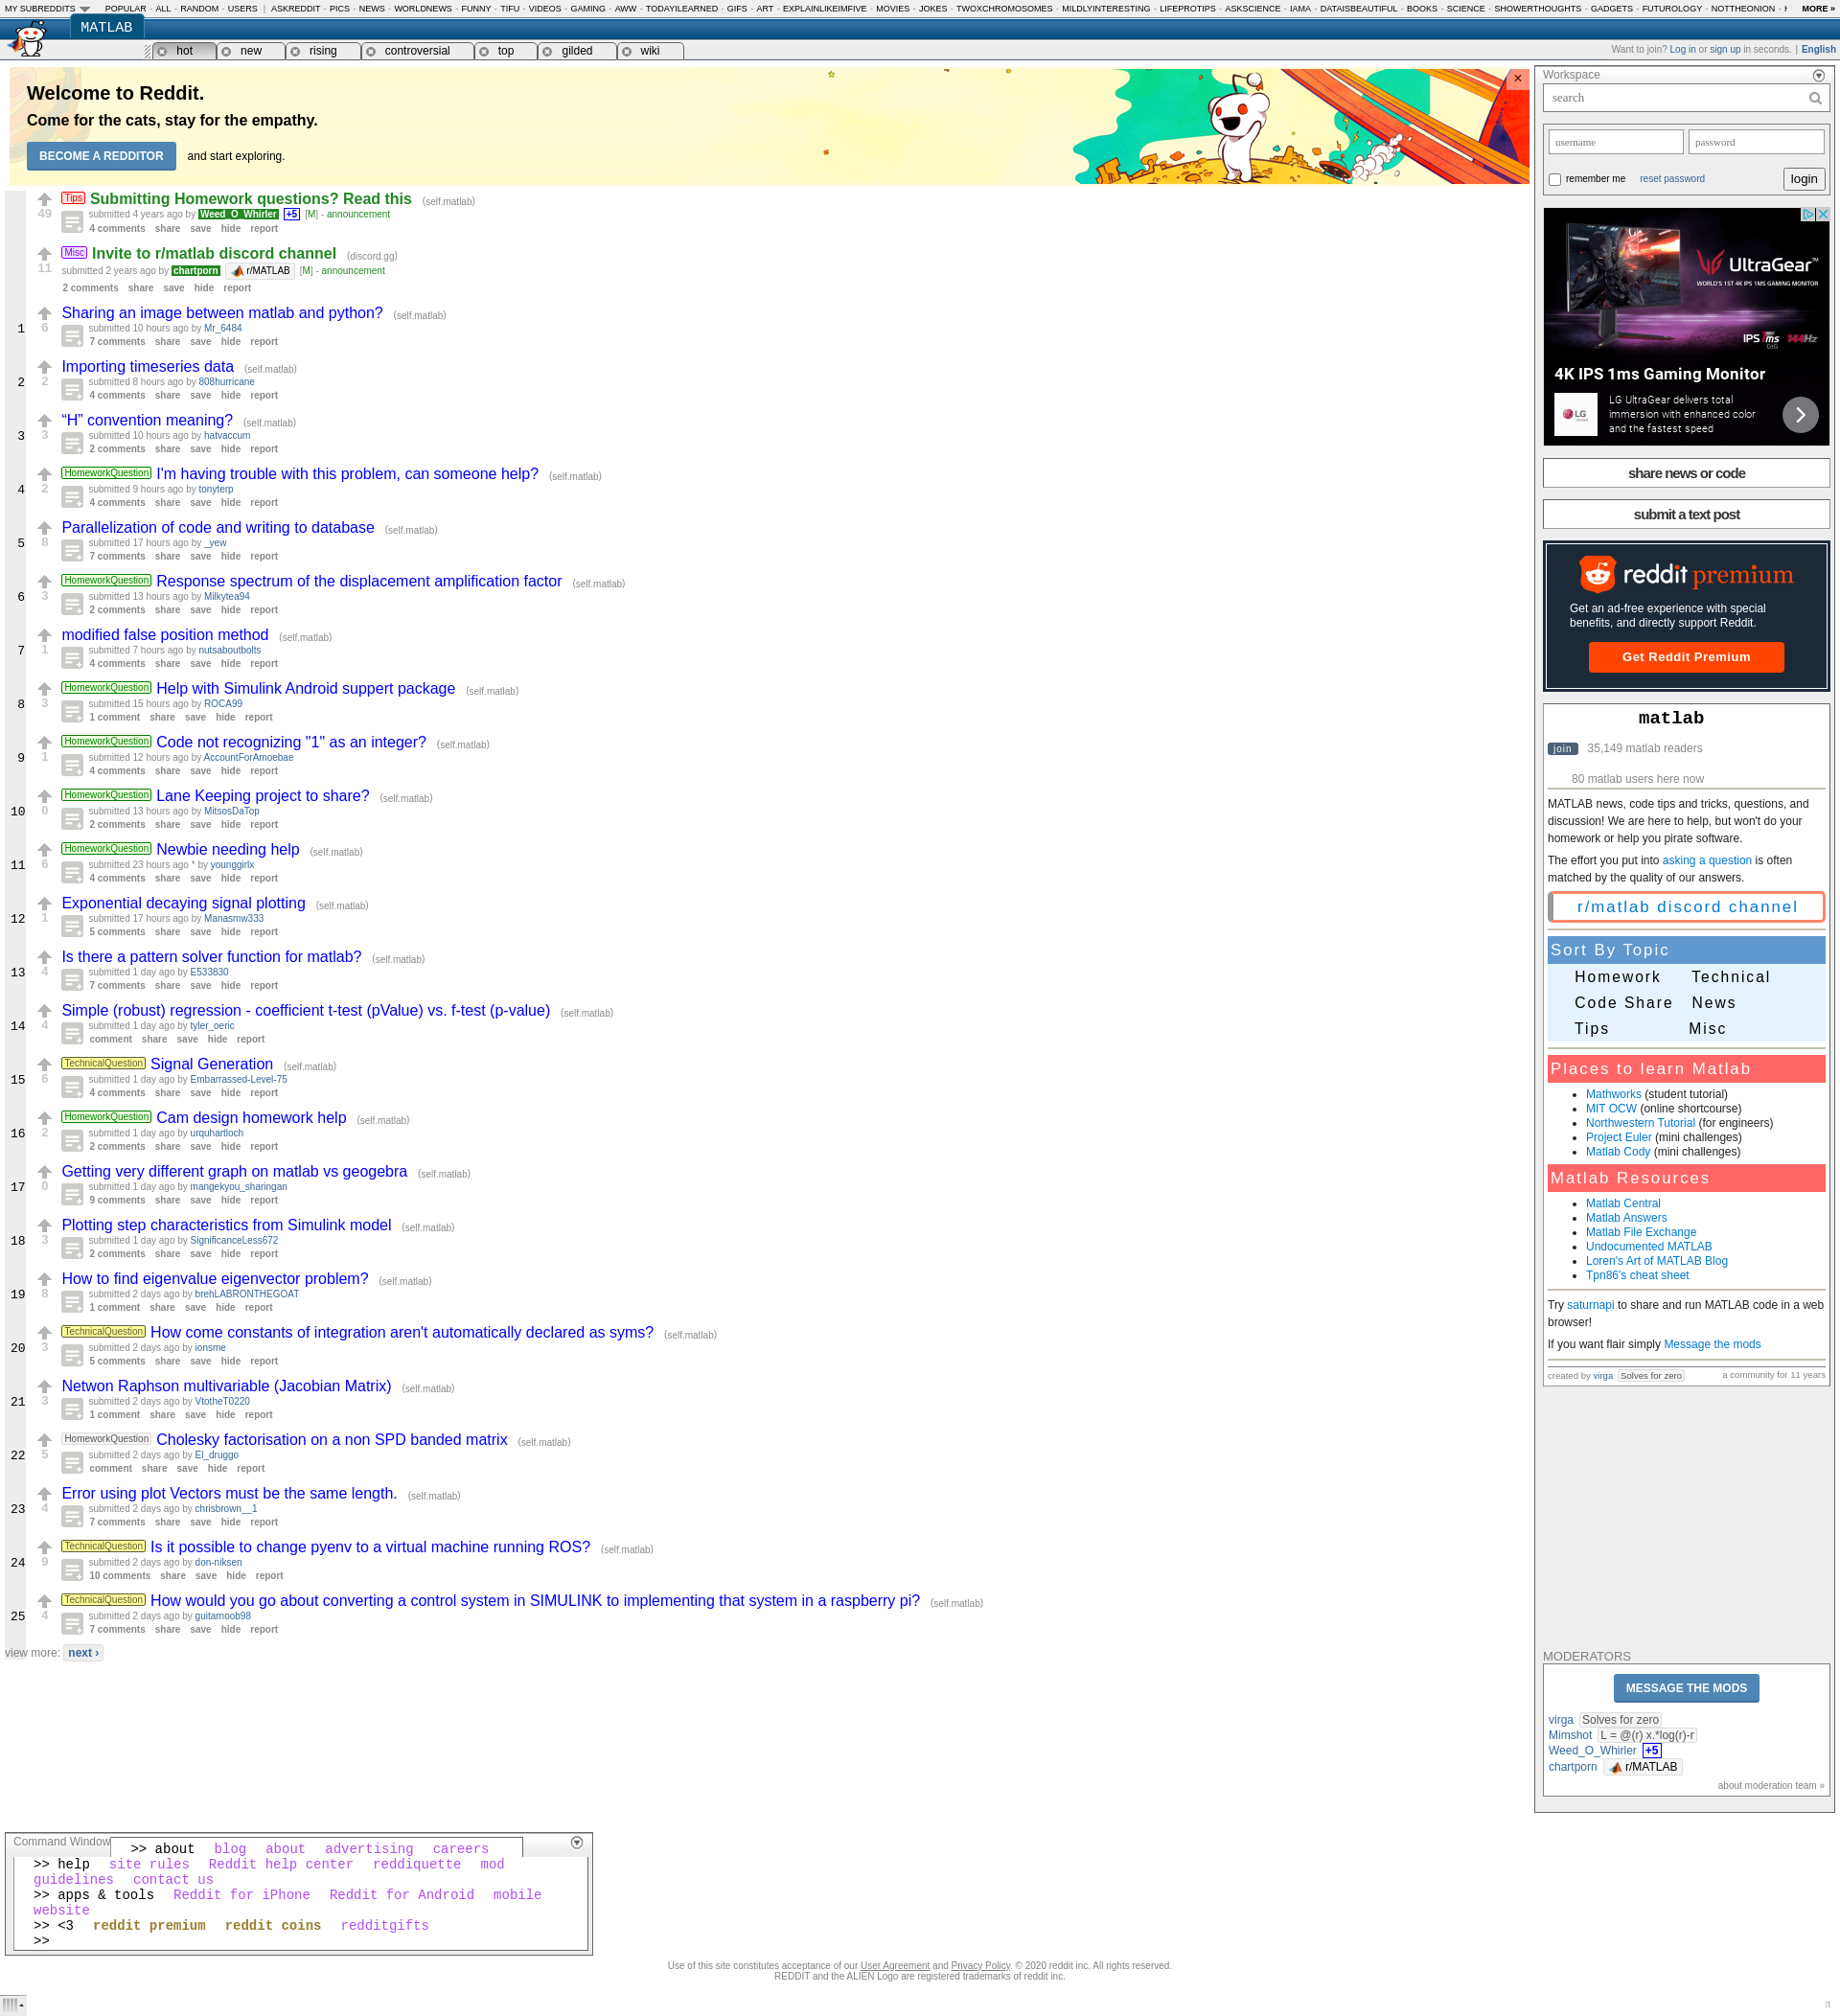 MY SUBREDDITS POPULAR - ALL - RANDOM - USERS | ASKREDDIT - PICS - NEWS - WORLDNEWS - FUNNY - TIFU - VIDEOS - GAMING - AWW - TODAYILEARNED - GIFS - ART - EXPLAINLIKEIMFIVE - MOVIES - JOKES - TWOXCHROMOSOMES - MILDLYINTERESTING - LIFEPROTIPS - ASKSCIENCE - IAMA - DATAISBEAUTIFUL - BOOKS - SCIENCE - SHOWERTHOUGHTS - GADGETS - FUTUROLOGY - NOTTHEONION - MORE »
MATLAB
hot new rising controversial top gilded wiki
Want to join? Log in or sign up in seconds. | English
Welcome to Reddit.
Come for the cats, stay for the empathy.
BECOME A REDDITOR and start exploring.
×
49
Tips Submitting Homework questions? Read this (self.matlab)
submitted 4 years ago by Weed_O_Whirler +5 [M] - announcement
4 comments share save hide report
11
Misc Invite to r/matlab discord channel (discord.gg)
submitted 2 years ago by chartporn r/MATLAB [M] - announcement
2 comments share save hide report
1 6
Sharing an image between matlab and python? (self.matlab)
submitted 10 hours ago by Mr_6484
7 comments share save hide report
2 2
Importing timeseries data (self.matlab)
submitted 8 hours ago by 808hurricane
4 comments share save hide report
3 3
“H” convention meaning? (self.matlab)
submitted 10 hours ago by hatvaccum
2 comments share save hide report
4 2
HomeworkQuestion I'm having trouble with this problem, can someone help? (self.matlab)
submitted 9 hours ago by tonyterp
4 comments share save hide report
5 8
Parallelization of code and writing to database (self.matlab)
submitted 17 hours ago by _yew
7 comments share save hide report
6 3
HomeworkQuestion Response spectrum of the displacement amplification factor (self.matlab)
submitted 13 hours ago by Milkytea94
2 comments share save hide report
7 1
modified false position method (self.matlab)
submitted 7 hours ago by nutsaboutbolts
4 comments share save hide report
8 3
HomeworkQuestion Help with Simulink Android suppert package (self.matlab)
submitted 15 hours ago by ROCA99
1 comment share save hide report
9 1
HomeworkQuestion Code not recognizing "1" as an integer? (self.matlab)
submitted 12 hours ago by AccountForAmoebae
4 comments share save hide report
10 0
HomeworkQuestion Lane Keeping project to share? (self.matlab)
submitted 13 hours ago by MitsosDaTop
2 comments share save hide report
11 6
HomeworkQuestion Newbie needing help (self.matlab)
submitted 23 hours ago * by younggirlx
4 comments share save hide report
12 1
Exponential decaying signal plotting (self.matlab)
submitted 17 hours ago by Manasmw333
5 comments share save hide report
13 4
Is there a pattern solver function for matlab? (self.matlab)
submitted 1 day ago by E533830
7 comments share save hide report
14 4
Simple (robust) regression - coefficient t-test (pValue) vs. f-test (p-value) (self.matlab)
submitted 1 day ago by tyler_oeric
comment share save hide report
15 6
TechnicalQuestion Signal Generation (self.matlab)
submitted 1 day ago by Embarrassed-Level-75
4 comments share save hide report
16 2
HomeworkQuestion Cam design homework help (self.matlab)
submitted 1 day ago by urquhartloch
2 comments share save hide report
17 0
Getting very different graph on matlab vs geogebra (self.matlab)
submitted 1 day ago by mangekyou_sharingan
9 comments share save hide report
18 3
Plotting step characteristics from Simulink model (self.matlab)
submitted 1 day ago by SignificanceLess672
2 comments share save hide report
19 8
How to find eigenvalue eigenvector problem? (self.matlab)
submitted 2 days ago by brehLABRONTHEGOAT
1 comment share save hide report
20 3
TechnicalQuestion How come constants of integration aren't automatically declared as syms? (self.matlab)
submitted 2 days ago by ionsme
5 comments share save hide report
21 3
Netwon Raphson multivariable (Jacobian Matrix) (self.matlab)
submitted 2 days ago by VtotheT0220
1 comment share save hide report
22 5
HomeworkQuestion Cholesky factorisation on a non SPD banded matrix (self.matlab)
submitted 2 days ago by El_druggo
comment share save hide report
23 4
Error using plot Vectors must be the same length. (self.matlab)
submitted 2 days ago by chrisbrown__1
7 comments share save hide report
24 9
TechnicalQuestion Is it possible to change pyenv to a virtual machine running ROS? (self.matlab)
submitted 2 days ago by don-niksen
10 comments share save hide report
25 4
TechnicalQuestion How would you go about converting a control system in SIMULINK to implementing that system in a raspberry pi? (self.matlab)
submitted 2 days ago by guitarnoob98
7 comments share save hide report
view more: next ›
Workspace
search
username password
remember me reset password login
UltraGear™
WORLD'S 1ST 4K IPS 1MS GAMING MONITOR
IPS 1ms GtG 144Hz
4K IPS 1ms Gaming Monitor
LG
LG UltraGear delivers total
immersion with enhanced color
and the fastest speed
share news or code
submit a text post
reddit premium
Get an ad-free experience with special
benefits, and directly support Reddit.
Get Reddit Premium
matlab
join 35,149 matlab readers
80 matlab users here now
MATLAB news, code tips and tricks, questions, and
discussion! We are here to help, but won't do your
homework or help you pirate software.
The effort you put into asking a question is often
matched by the quality of our answers.
r/matlab discord channel
Sort By Topic
Homework Technical
Code Share News
Tips Misc
Places to learn Matlab
Mathworks (student tutorial)
MIT OCW (online shortcourse)
Northwestern Tutorial (for engineers)
Project Euler (mini challenges)
Matlab Cody (mini challenges)
Matlab Resources
Matlab Central
Matlab Answers
Matlab File Exchange
Undocumented MATLAB
Loren's Art of MATLAB Blog
Tpn86's cheat sheet
Try saturnapi to share and run MATLAB code in a web
browser!
If you want flair simply Message the mods
created by virga Solves for zero a community for 11 years
MODERATORS
MESSAGE THE MODS
virga Solves for zero
Mimshot L = @(r) x.*log(r)-r
Weed_O_Whirler +5
chartporn r/MATLAB
about moderation team »
Command Window
>> about blog about advertising careers
>> help site rules Reddit help center reddiquette mod
guidelines contact us
>> apps & tools Reddit for iPhone Reddit for Android mobile
website
>> <3 reddit premium reddit coins redditgifts
>>
Use of this site constitutes acceptance of our User Agreement and Privacy Policy. © 2020 reddit inc. All rights reserved.
REDDIT and the ALIEN Logo are registered trademarks of reddit inc.
π